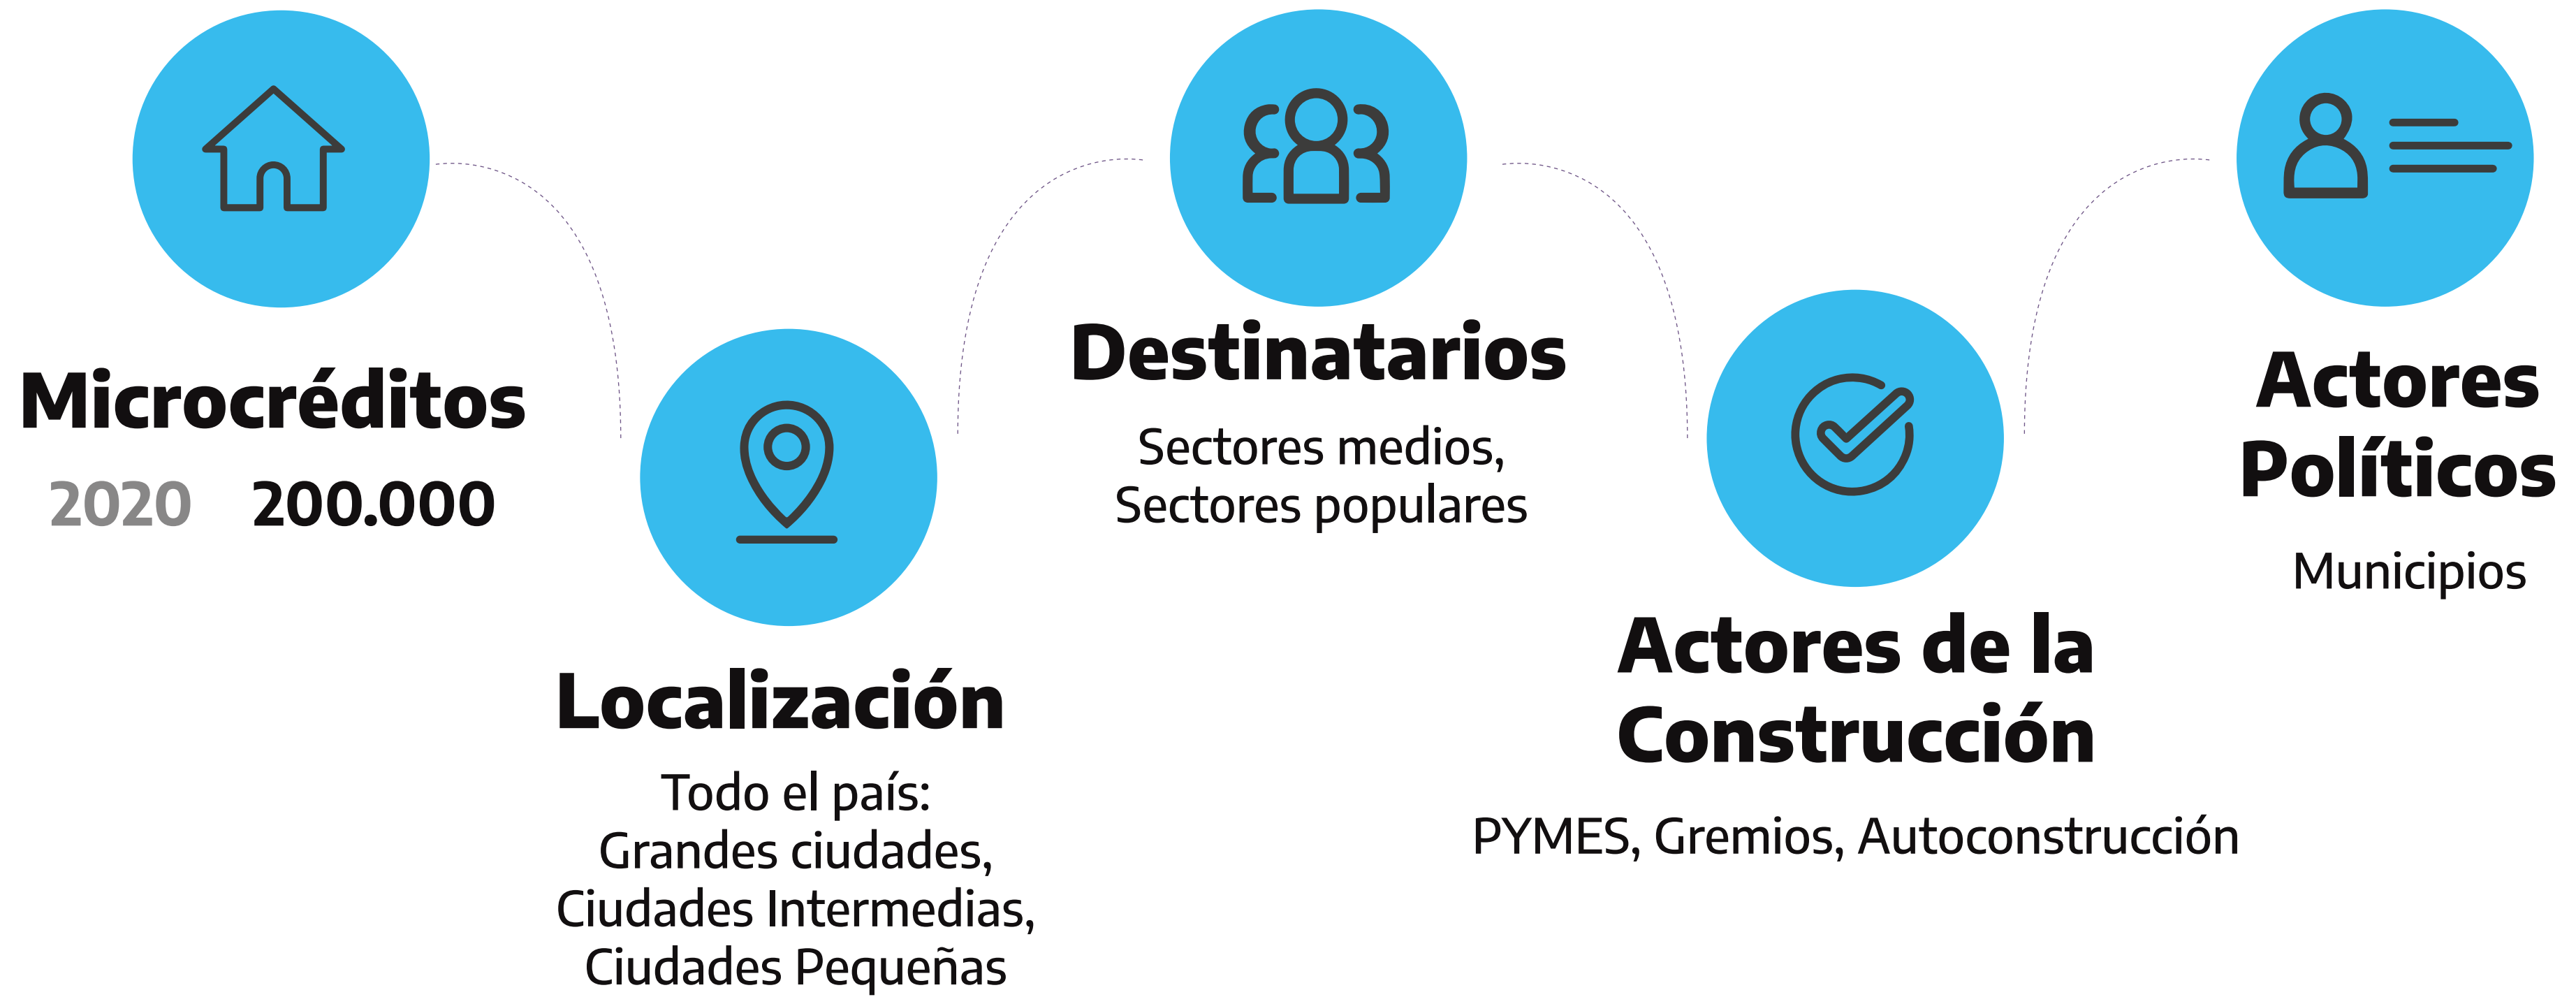 Microcréditos
2020 200.000
Localización
Todo el país:
Grandes ciudades,
Ciudades Intermedias,
Ciudades Pequeñas
Destinatarios
Sectores medios,
Sectores populares
Actores de la
Construcción
PYMES, Gremios, Autoconstrucción
Actores
Políticos
Municipios